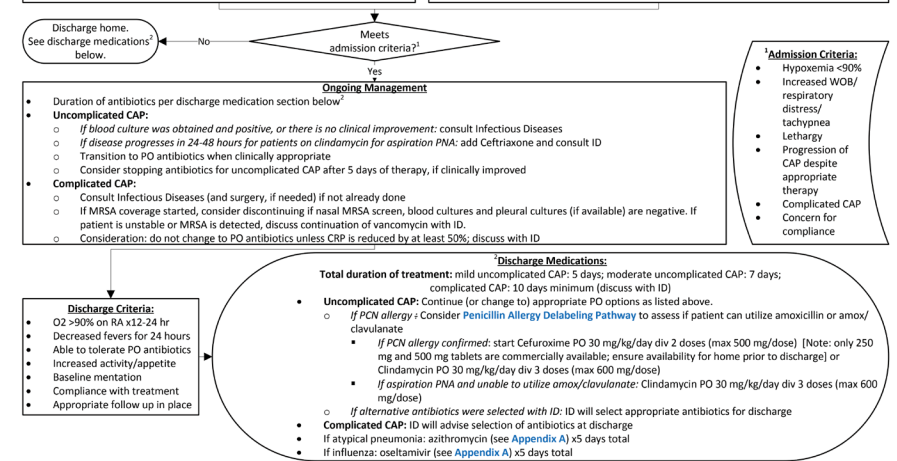 Discharge home.
See discharge medications2
below.
No
Meets
admission criteria?1
Yes
1Admission Criteria:
• Hypoxemia <90%
• Increased WOB/
respiratory
distress/
tachypnea
• Lethargy
• Progression of
CAP despite
appropriate
therapy
• Complicated CAP
• Concern for
compliance
Ongoing Management
• Duration of antibiotics per discharge medication section below2
• Uncomplicated CAP:
o If blood culture was obtained and positive, or there is no clinical improvement: consult Infectious Diseases
o If disease progresses in 24-48 hours for patients on clindamycin for aspiration PNA: add Ceftriaxone and consult ID
o Transition to PO antibiotics when clinically appropriate
o Consider stopping antibiotics for uncomplicated CAP after 5 days of therapy, if clinically improved
• Complicated CAP:
o Consult Infectious Diseases (and surgery, if needed) if not already done
o If MRSA coverage started, consider discontinuing if nasal MRSA screen, blood cultures and pleural cultures (if available) are negative. If
patient is unstable or MRSA is detected, discuss continuation of vancomycin with ID.
o Consideration: do not change to PO antibiotics unless CRP is reduced by at least 50%; discuss with ID
Discharge Criteria:
• O2 >90% on RA x12-24 hr
• Decreased fevers for 24 hours
• Able to tolerate PO antibiotics
• Increased activity/appetite
• Baseline mentation
• Compliance with treatment
• Appropriate follow up in place
2Discharge Medications:
Total duration of treatment: mild uncomplicated CAP: 5 days; moderate uncomplicated CAP: 7 days;
complicated CAP: 10 days minimum (discuss with ID)
• Uncomplicated CAP: Continue (or change to) appropriate PO options as listed above.
o If PCN allergy : Consider Penicillin Allergy Delabeling Pathway to assess if patient can utilize amoxicillin or amox/
clavulanate
▪ If PCN allergy confirmed: start Cefuroxime PO 30 mg/kg/day div 2 doses (max 500 mg/dose) [Note: only 250
mg and 500 mg tablets are commercially available; ensure availability for home prior to discharge] or
Clindamycin PO 30 mg/kg/day div 3 doses (max 600 mg/dose)
▪ If aspiration PNA and unable to utilize amox/clavulanate: Clindamycin PO 30 mg/kg/day div 3 doses (max 600
mg/dose)
o If alternative antibiotics were selected with ID: ID will select appropriate antibiotics for discharge
• Complicated CAP: ID will advise selection of antibiotics at discharge
• If atypical pneumonia: azithromycin (see Appendix A) x5 days total
• If influenza: oseltamivir (see Appendix A) x5 days total